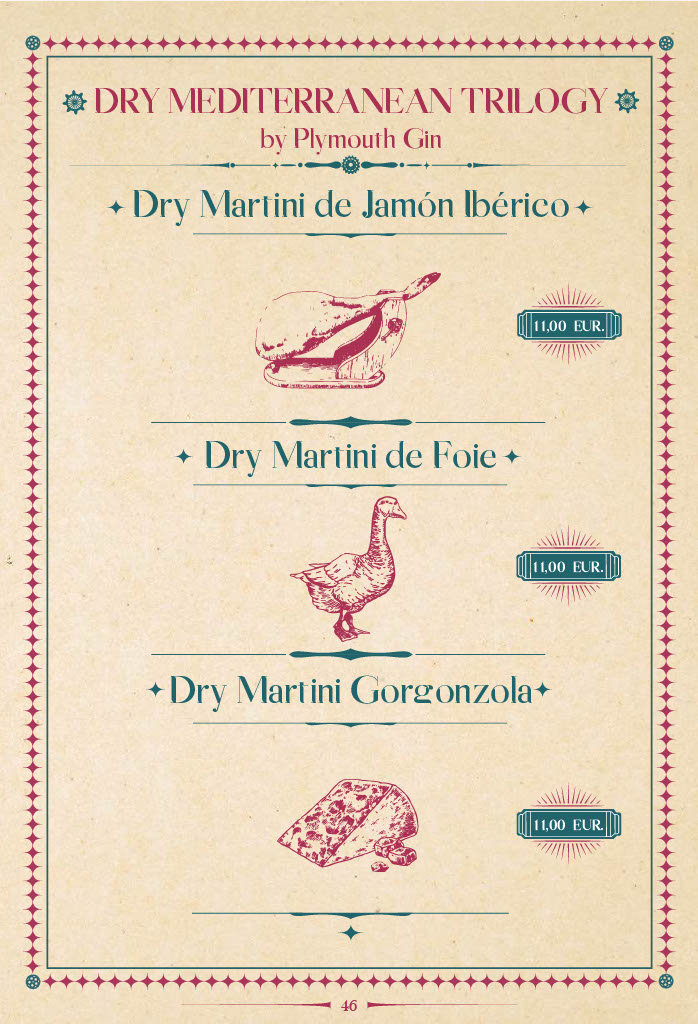 DRY MEDITERRANEAN TRILOGY
by Plymouth Gin
Dry Martini de Jamón Ibérico
11,00 EUR.
Dry Martini de Foie
11,00 EUR.
Dry Martini Gorgonzola
11,00 EUR.
46